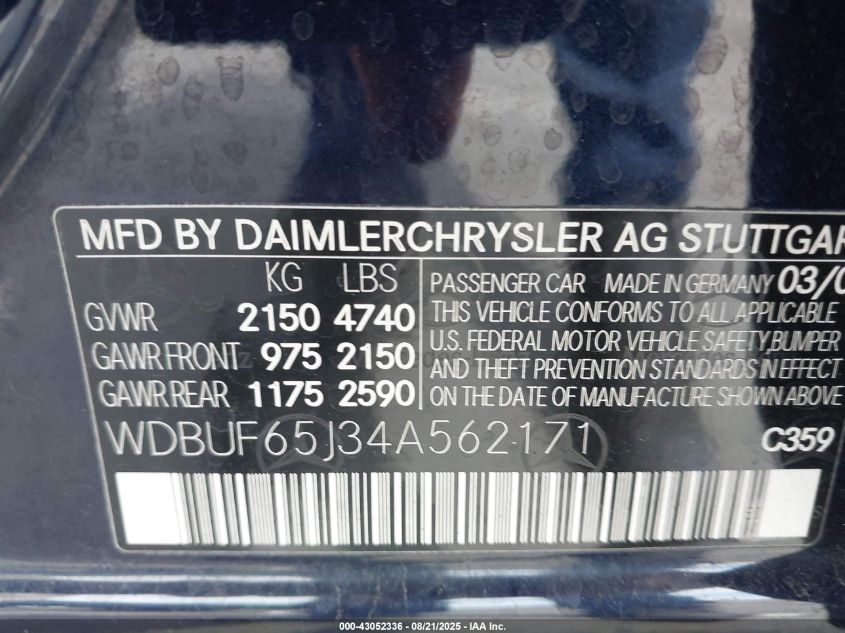 MFD BY DAIMLERCHRYSLER AG STUTTGAR
KG LBS
GVWR 2150 4740
GAWR FRONT 975 2150
GAWR REAR 1175 2590
PASSENGER CAR MADE IN GERMANY 03/0
THIS VEHICLE CONFORMS TO ALL APPLICABLE
U.S. FEDERAL MOTOR VEHICLE SAFETY,BUMPER
AND THEFT PREVENTION STANDARDS IN EFFECT
ON THE DATE OF MANUFACTURE SHOWN ABOVE
WDBUF65J34A562171 C359
000-43052336 - 08/21/2025 - IAA Inc.